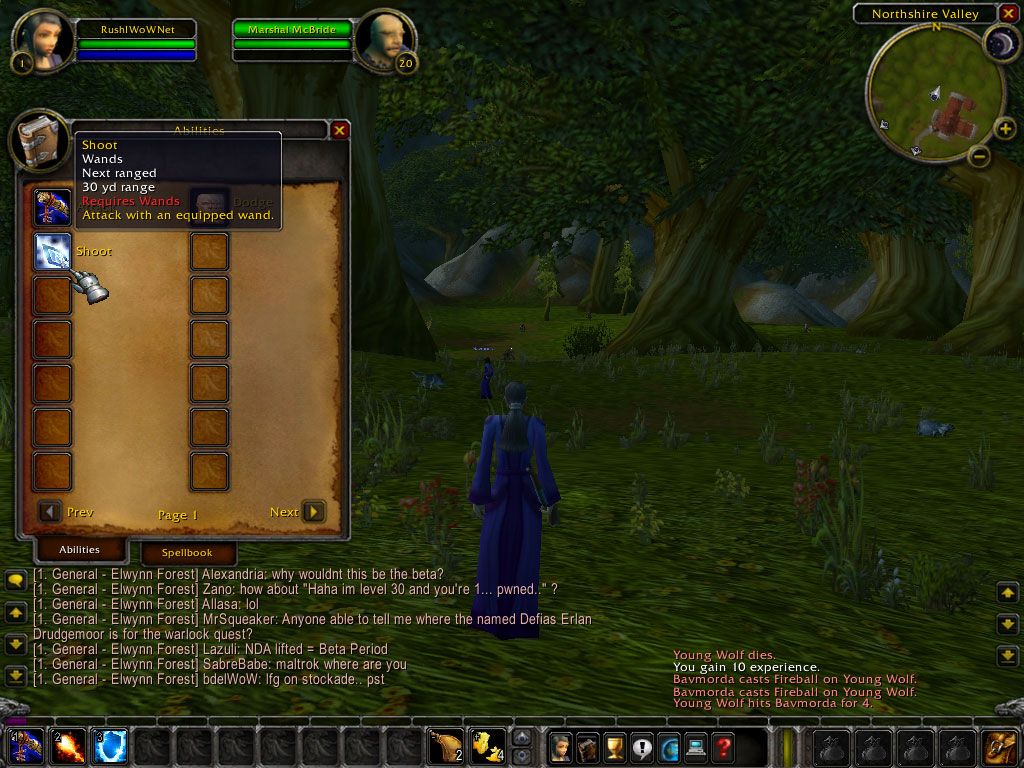 RushIWoWNet
1
Marshal McBride
20
Northshire Valley
N
Abilities
Shoot
Wands
Next ranged
30 yd range
Requires Wands
Attack with an equipped wand.
Dodge
Shoot
Prev
Page 1
Next
Abilities
Spellbook
[1. General - Elwynn Forest] Alexandria: why wouldnt this be the beta?
[1. General - Elwynn Forest] Zano: how about "Haha im level 30 and you're 1... pwned.." ?
[1. General - Elwynn Forest] Allasa: lol
[1. General - Elwynn Forest] MrSqueaker: Anyone able to tell me where the named Defias Erlan
Drudgemoor is for the warlock quest?
[1. General - Elwynn Forest] Lazuli: NDA lifted = Beta Period
[1. General - Elwynn Forest] SabreBabe: maltrok where are you
[1. General - Elwynn Forest] bdelWoW: lfg on stockade.. pst
Young Wolf dies.
You gain 10 experience.
Bavmorda casts Fireball on Young Wolf.
Bavmorda casts Fireball on Young Wolf.
Young Wolf hits Bavmorda for 4.
1
2
3
2
4